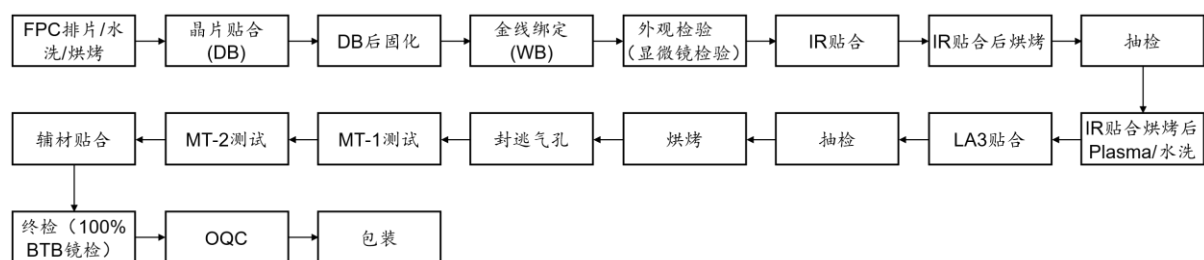 FPC排片/水
洗/烘烤
晶片贴合
(DB)
DB后固化
金线绑定
(WB)
外观检验
（显微镜检验）
IR贴合
IR贴合后烘烤
抽检
IR贴合烘烤后
Plasma/水洗
LA3贴合
抽检
烘烤
封逃气孔
MT-1测试
MT-2测试
辅材贴合
终检（100%
BTB镜检）
OQC
包装